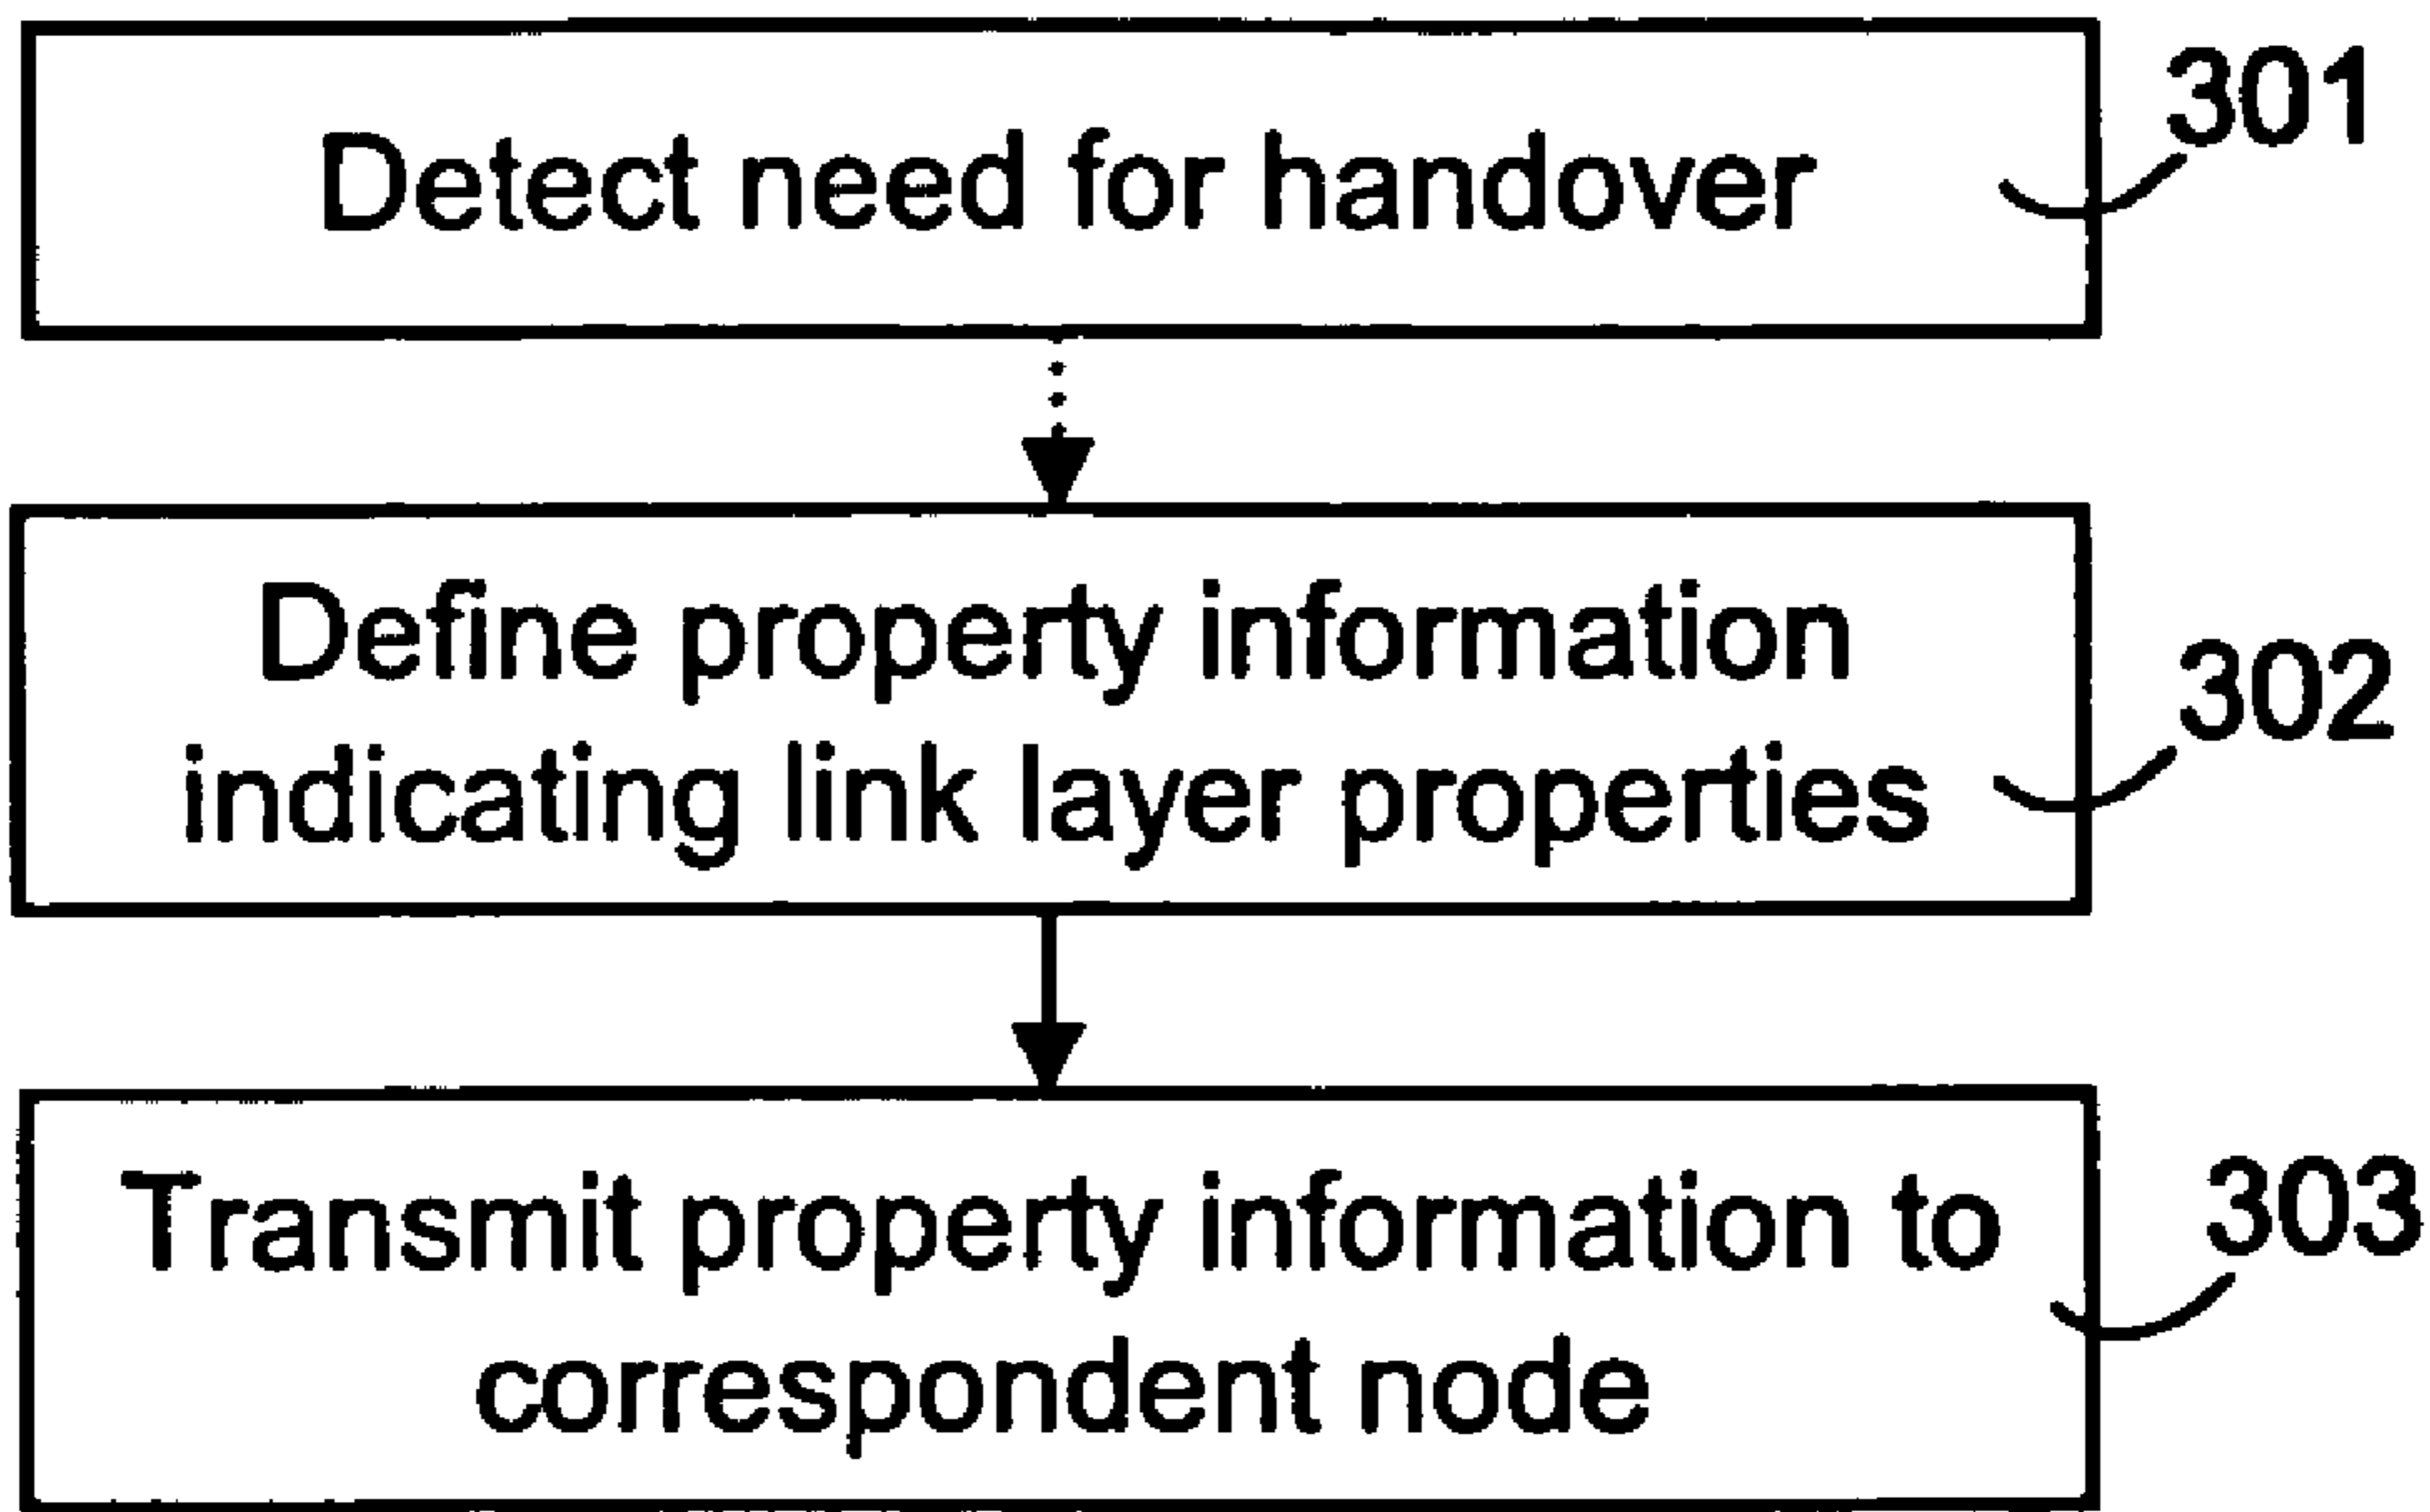 Detect need for handover
301
Define property information
indicating link layer properties
302
Transmit property information to
correspondent node
303